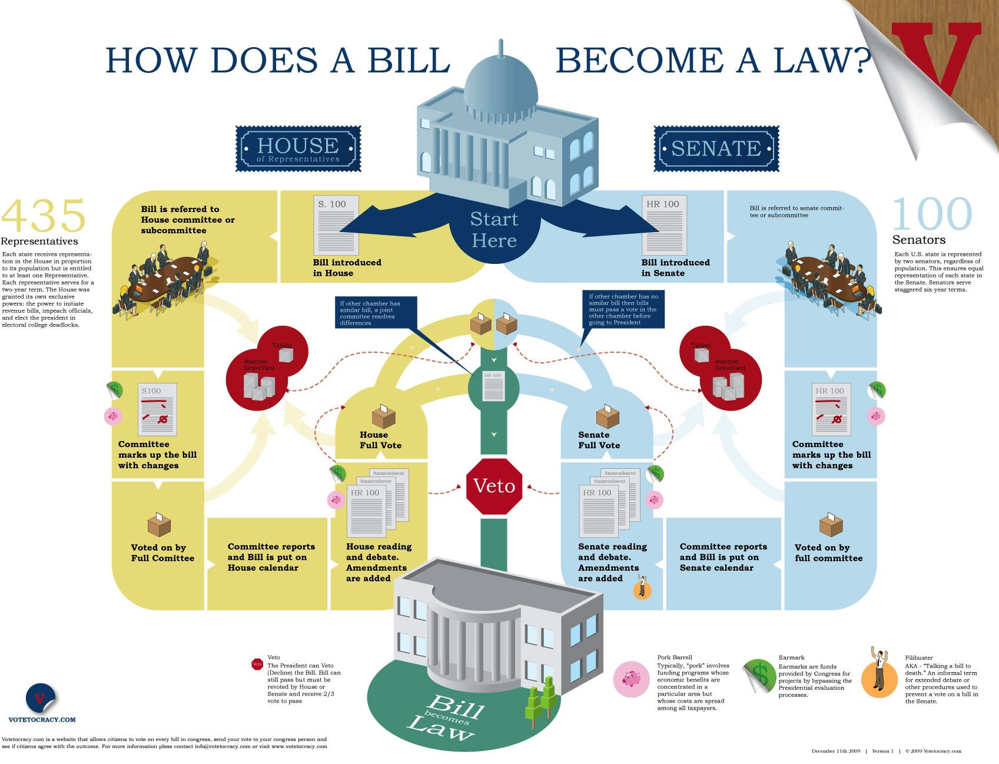 HOW DOES A BILL
BECOME A LAW?
V
HOUSE
of Representatives
SENATE
435
Representatives
Each state receives representa-
tion in the House in proportion
to its population but is entitled
to at least one Representative.
Each representative serves for a
two-year term. The House was
granted its own exclusive
powers: the power to initiate
revenue bills, impeach officials,
and elect the president in
electoral college deadlocks.
100
Senators
Each U.S. state is represented
by two senators, regardless of
population. This ensures equal
representation of each state in
the Senate. Senators serve
staggered six-year terms.
Start
Here
S. 100
Bill introduced
in House
HR 100
Bill introduced
in Senate
Bill is referred to
House committee or
subcommittee
Bill is referred to senate commit-
tee or subcommittee
If other chamber has
similar bill, a joint
committee resolves
differences
If other chamber has no
similar bill then bills
must pass a vote in the
other chamber before
going to President
Tabled
Inaction
GraveYard
Tabled
Inaction
GraveYard
HR 100
S100
Committee
marks up the bill
with changes
HR 100
Committee
marks up the bill
with changes
House
Full Vote
Senate
Full Vote
Veto
Ammendment
Ammendment
HR 100
Ammendment
Ammendment
HR 100
Voted on by
Full Comittee
Committee reports
and Bill is put on
House calendar
House reading
and debate.
Amendments
are added
Senate reading
and debate.
Amendments
are added
Committee reports
and Bill is put on
Senate calendar
Voted on by
full committee
Bill
becomes
Law
Veto
Veto
The President can Veto
(Decline) the Bill. Bill can
still pass but must be
revoted by House or
Senate and receive 2/3
vote to pass
Pork Barrell
Typically, “pork” involves
funding programs whose
economic benefits are
concentrated in a
particular area but
whose costs are spread
among all taxpayers.
Earmark
Earmarks are funds
provided by Congress for
projects by bypassing the
Presidential evaluation
processes.
Filibuster
AKA - “Talking a bill to
death.” An informal term
for extended debate or
other procedures used to
prevent a vote on a bill in
the Senate.
V
VOTETOCRACY.COM
Votetocracy.com is a website that allows citizens to vote on every bill in congress, send your vote to your congress person and
see if citizens agree with the outcome. For more information pleae contact info@votetocracy.com or visit www.votetocracy.com
December 11th 2009 | Version 1 | © 2009 Votetocracy.com